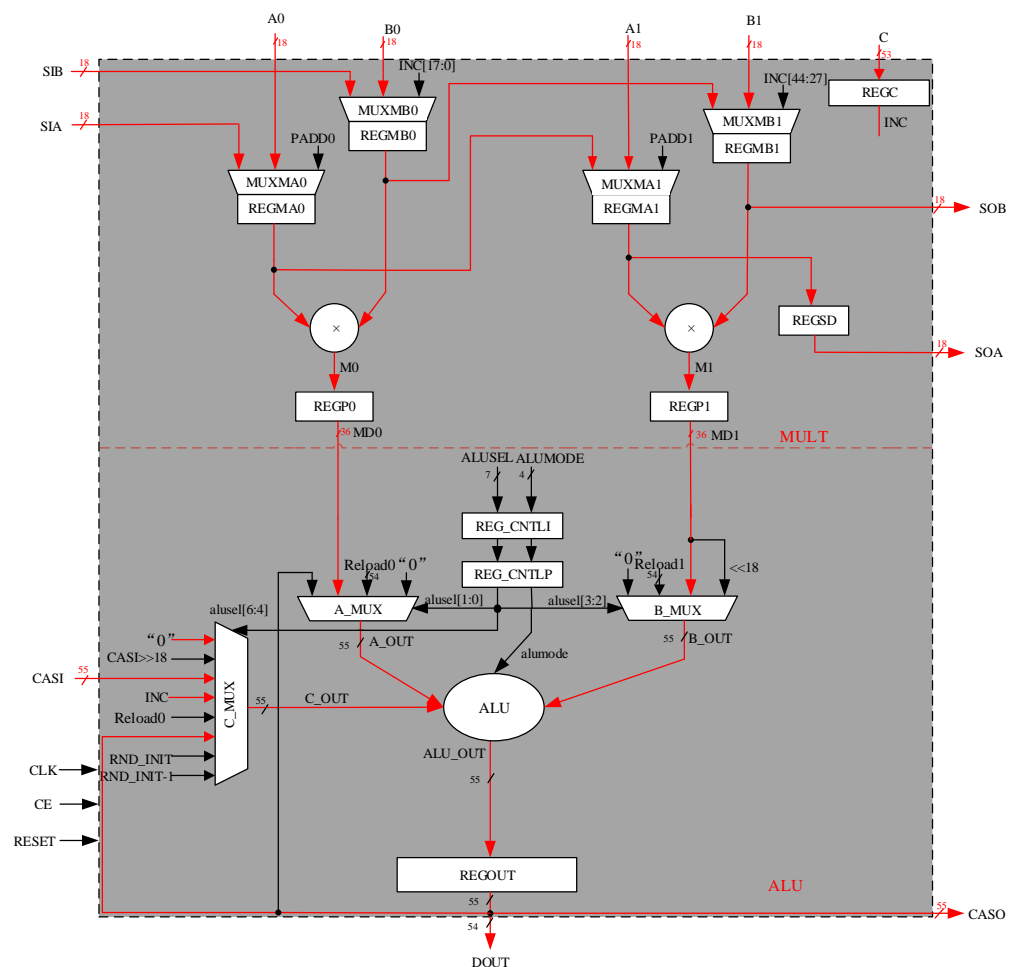 A0
B0
A1
B1
C
18
18
18
18
53
SIB
18
INC[17:0]
INC[44:27]
MUXMB0
REGC
SIA
18
REGMB0
MUXMB1
INC
PADD0
PADD1
REGMB1
MUXMA0
MUXMA1
REGMA0
REGMA1
18
SOB
×
×
REGSD
18
SOA
M0
M1
REGP0
REGP1
36
MD0
36
MD1
MULT
ALUSEL
ALUMODE
7
4
REG_CNTLI
Reload0
“0”
54
REG_CNTLP
“0”
Reload1
54
<<18
A_MUX
alusel[1:0]
alusel[3:2]
B_MUX
alusel[6:4]
“0”
55
A_OUT
alumode
55
B_OUT
CASI>>18
CASI
55
C_MUX
INC
55
C_OUT
ALU
Reload0
RND_INIT
ALU_OUT
CLK
RND_INIT-1
55
CE
RESET
REGOUT
ALU
55
55
CASO
54
DOUT